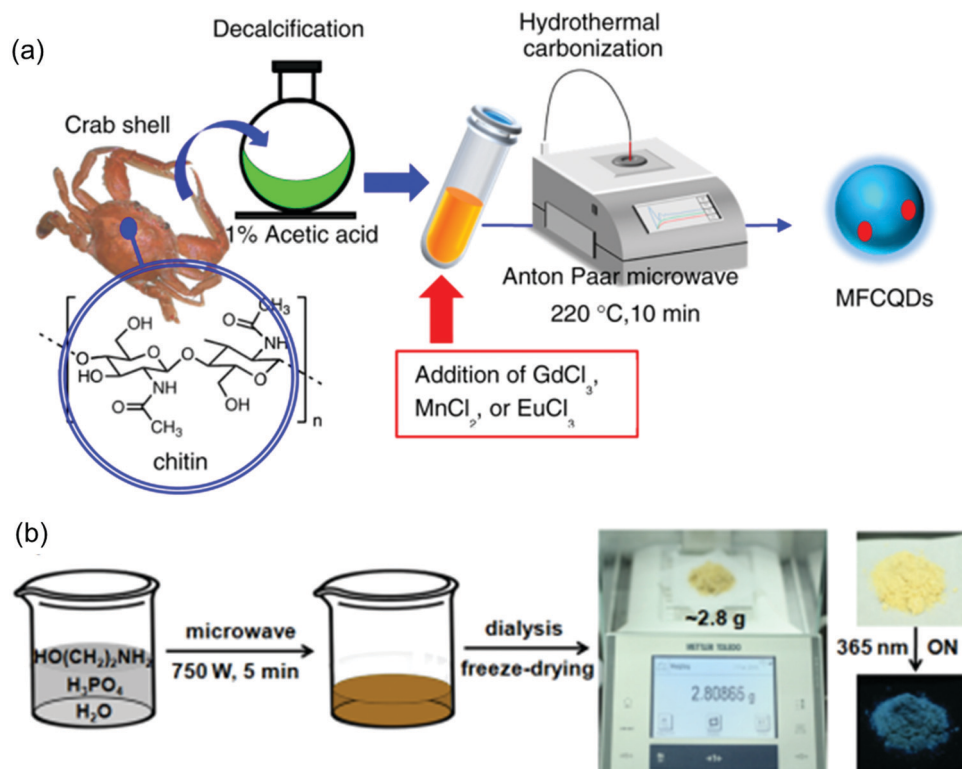 (a)
Decalcification
Hydrothermal
carbonization
Crab shell
1% Acetic acid
Anton Paar microwave
220 °C,10 min
MFCQDs
Addition of GdCl₃,
MnCl₂, or EuCl₃
OH
HO
O
O
NH
O
CH₃
O
CH₃
NH
O
O
OH
n
chitin
(b)
HO(CH₂)₂NH₂
H₃PO₄
H₂O
microwave
750 W, 5 min
dialysis
freeze-drying
~2.8 g
METTLER TOLEDO
2.80865 g
365 nm ON